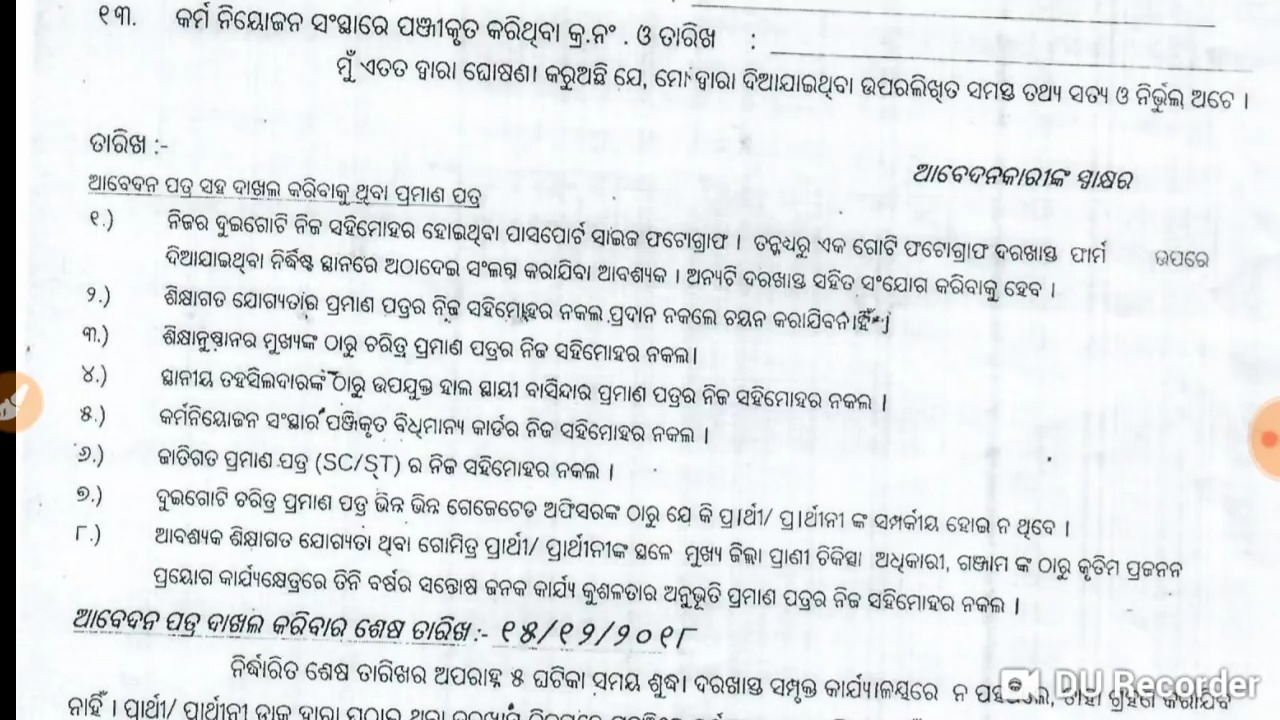 ୧୩. କର୍ମ ନିୟୋଜନ ସଂସ୍ଥାରେ ପଞ୍ଜୀକୃତ କରିଥିବା କ୍ର.ନଂ . ଓ ତାରିଖ :
ମୁଁ ଏତତ ଦ୍ୱାରା ଘୋଷଣା କରୁଅଛି ଯେ, ମୋ ଦ୍ୱାରା ଦିଆଯାଇଥିବା ଉପରଲିଖିତ ସମସ୍ତ ତଥ୍ୟ ସତ୍ୟ ଓ ନିର୍ଭୁଲ ଅଟେ ।
ତାରିଖ :-
ଆବେଦନକାରୀଙ୍କ ସ୍ୱାକ୍ଷର
ଆବେଦନ ପତ୍ର ସହ ଦାଖଲ କରିବାକୁ ଥିବା ପ୍ରମାଣ ପତ୍ର
୧.) ନିଜର ଦୁଇଗୋଟି ନିଜ ସହିମୋହର ହୋଇଥିବା ପାସପୋର୍ଟ ସାଇଜ ଫଟୋଗ୍ରାଫ । ତନ୍ମଧ୍ୟରୁ ଏକ ଗୋଟି ଫଟୋଗ୍ରାଫ ଦରଖାସ୍ତ ଫାର୍ମ ଉପରେ
ଦିଆଯାଇଥିବା ନିର୍ଦ୍ଧିଷ୍ଟ ସ୍ଥାନରେ ଅଠାଦେଇ ସଂଲଗ୍ନ କରାଯିବା ଆବଶ୍ୟକ । ଅନ୍ୟଟି ଦରଖାସ୍ତ ସହିତ ସଂଯୋଗ କରିବାକୁ ହେବ ।
୨.) ଶିକ୍ଷାଗତ ଯୋଗ୍ୟତାର ପ୍ରମାଣ ପତ୍ରର ନିଜ ସହିମୋହର ନକଲ ପ୍ରଦାନ ନକଲେ ଚୟନ କରାଯିବନାହିଁ
୩.) ଶିକ୍ଷାନୁଷ୍ଠାନର ମୁଖ୍ୟଙ୍କ ଠାରୁ ଚରିତ୍ର ପ୍ରମାଣ ପତ୍ରର ନିଜ ସହିମୋହର ନକଲ।
୪.) ସ୍ଥାନୀୟ ତହସିଲଦାରଙ୍କ ଠାରୁ ଉପଯୁକ୍ତ ହାଲ ସ୍ଥାୟୀ ବାସିନ୍ଦାର ପ୍ରମାଣ ପତ୍ରର ନିଜ ସହିମୋହର ନକଲ ।
୫.) କର୍ମନିୟୋଜନ ସଂସ୍ଥାର ପଞ୍ଜିକୃତ ବିଧିମାନ୍ୟ କାର୍ଡର ନିଜ ସହିମୋହର ନକଲ ।
୬.) ଜାତିଗତ ପ୍ରମାଣ ପତ୍ର (SC/ST) ର ନିଜ ସହିମୋହର ନକଲ ।
୭.) ଦୁଇଗୋଟି ଚରିତ୍ର ପ୍ରମାଣ ପତ୍ର ଭିନ୍ନ ଭିନ୍ନ ଗେଜେଟେଡ ଅଫିସରଙ୍କ ଠାରୁ ଯେ କି ପ୍ରାର୍ଥୀ/ ପ୍ରାର୍ଥୀନୀ ଙ୍କ ସମ୍ପର୍କୀୟ ହୋଇ ନ ଥିବେ ।
୮.) ଆବଶ୍ୟକ ଶିକ୍ଷାଗତ ଯୋଗ୍ୟତା ଥିବା ଗୋମିତ୍ର ପ୍ରାର୍ଥୀ/ ପ୍ରାର୍ଥୀନୀଙ୍କ ସ୍ଥଳେ ମୁଖ୍ୟ ଜିଲ୍ଲା ପ୍ରାଣୀ ଚିକିତ୍ସା ଅଧିକାରୀ, ଗଞ୍ଜାମ ଙ୍କ ଠାରୁ କୃତିମ ପ୍ରଜନନ
ପ୍ରୟୋଗ କାର୍ଯ୍ୟକ୍ଷେତ୍ରରେ ତିନି ବର୍ଷର ସନ୍ତୋଷ ଜନକ କାର୍ଯ୍ୟ କୁଶଳତାର ଅନୁଭୂତି ପ୍ରମାଣ ପତ୍ରର ନିଜ ସହିମୋହର ନକଲ ।
ଆବେଦନ ପତ୍ର ଦାଖଲ କରିବାର ଶେଷ ତାରିଖ :- ୧୫/୧୨/୨୦୧୮
ନିର୍ଦ୍ଧାରିତ ଶେଷ ତାରିଖର ଅପରାହ୍ନ ୫ ଘଟିକା ସମୟ ଶୁଦ୍ଧା ଦରଖାସ୍ତ ସମ୍ପୃକ୍ତ କାର୍ଯ୍ୟାଳୟରେ ନ
ନାହିଁ । ପ୍ରାର୍ଥୀ/ ପ୍ରାର୍ଥୀନୀ
DU Recorder